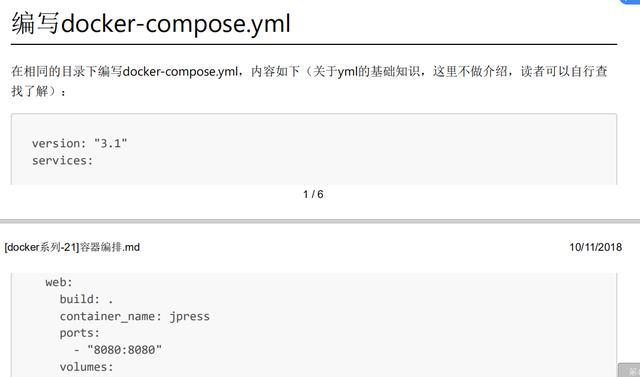 编写docker-compose.yml
在相同的目录下编写docker-compose.yml，内容如下（关于yml的基础知识，这里不做介绍，读者可以自行查
找了解）：
version: "3.1"
services:
1 / 6
[docker系列-21]容器编排.md 10/11/2018
web:
build: .
container_name: jpress
ports:
- "8080:8080"
volumes: